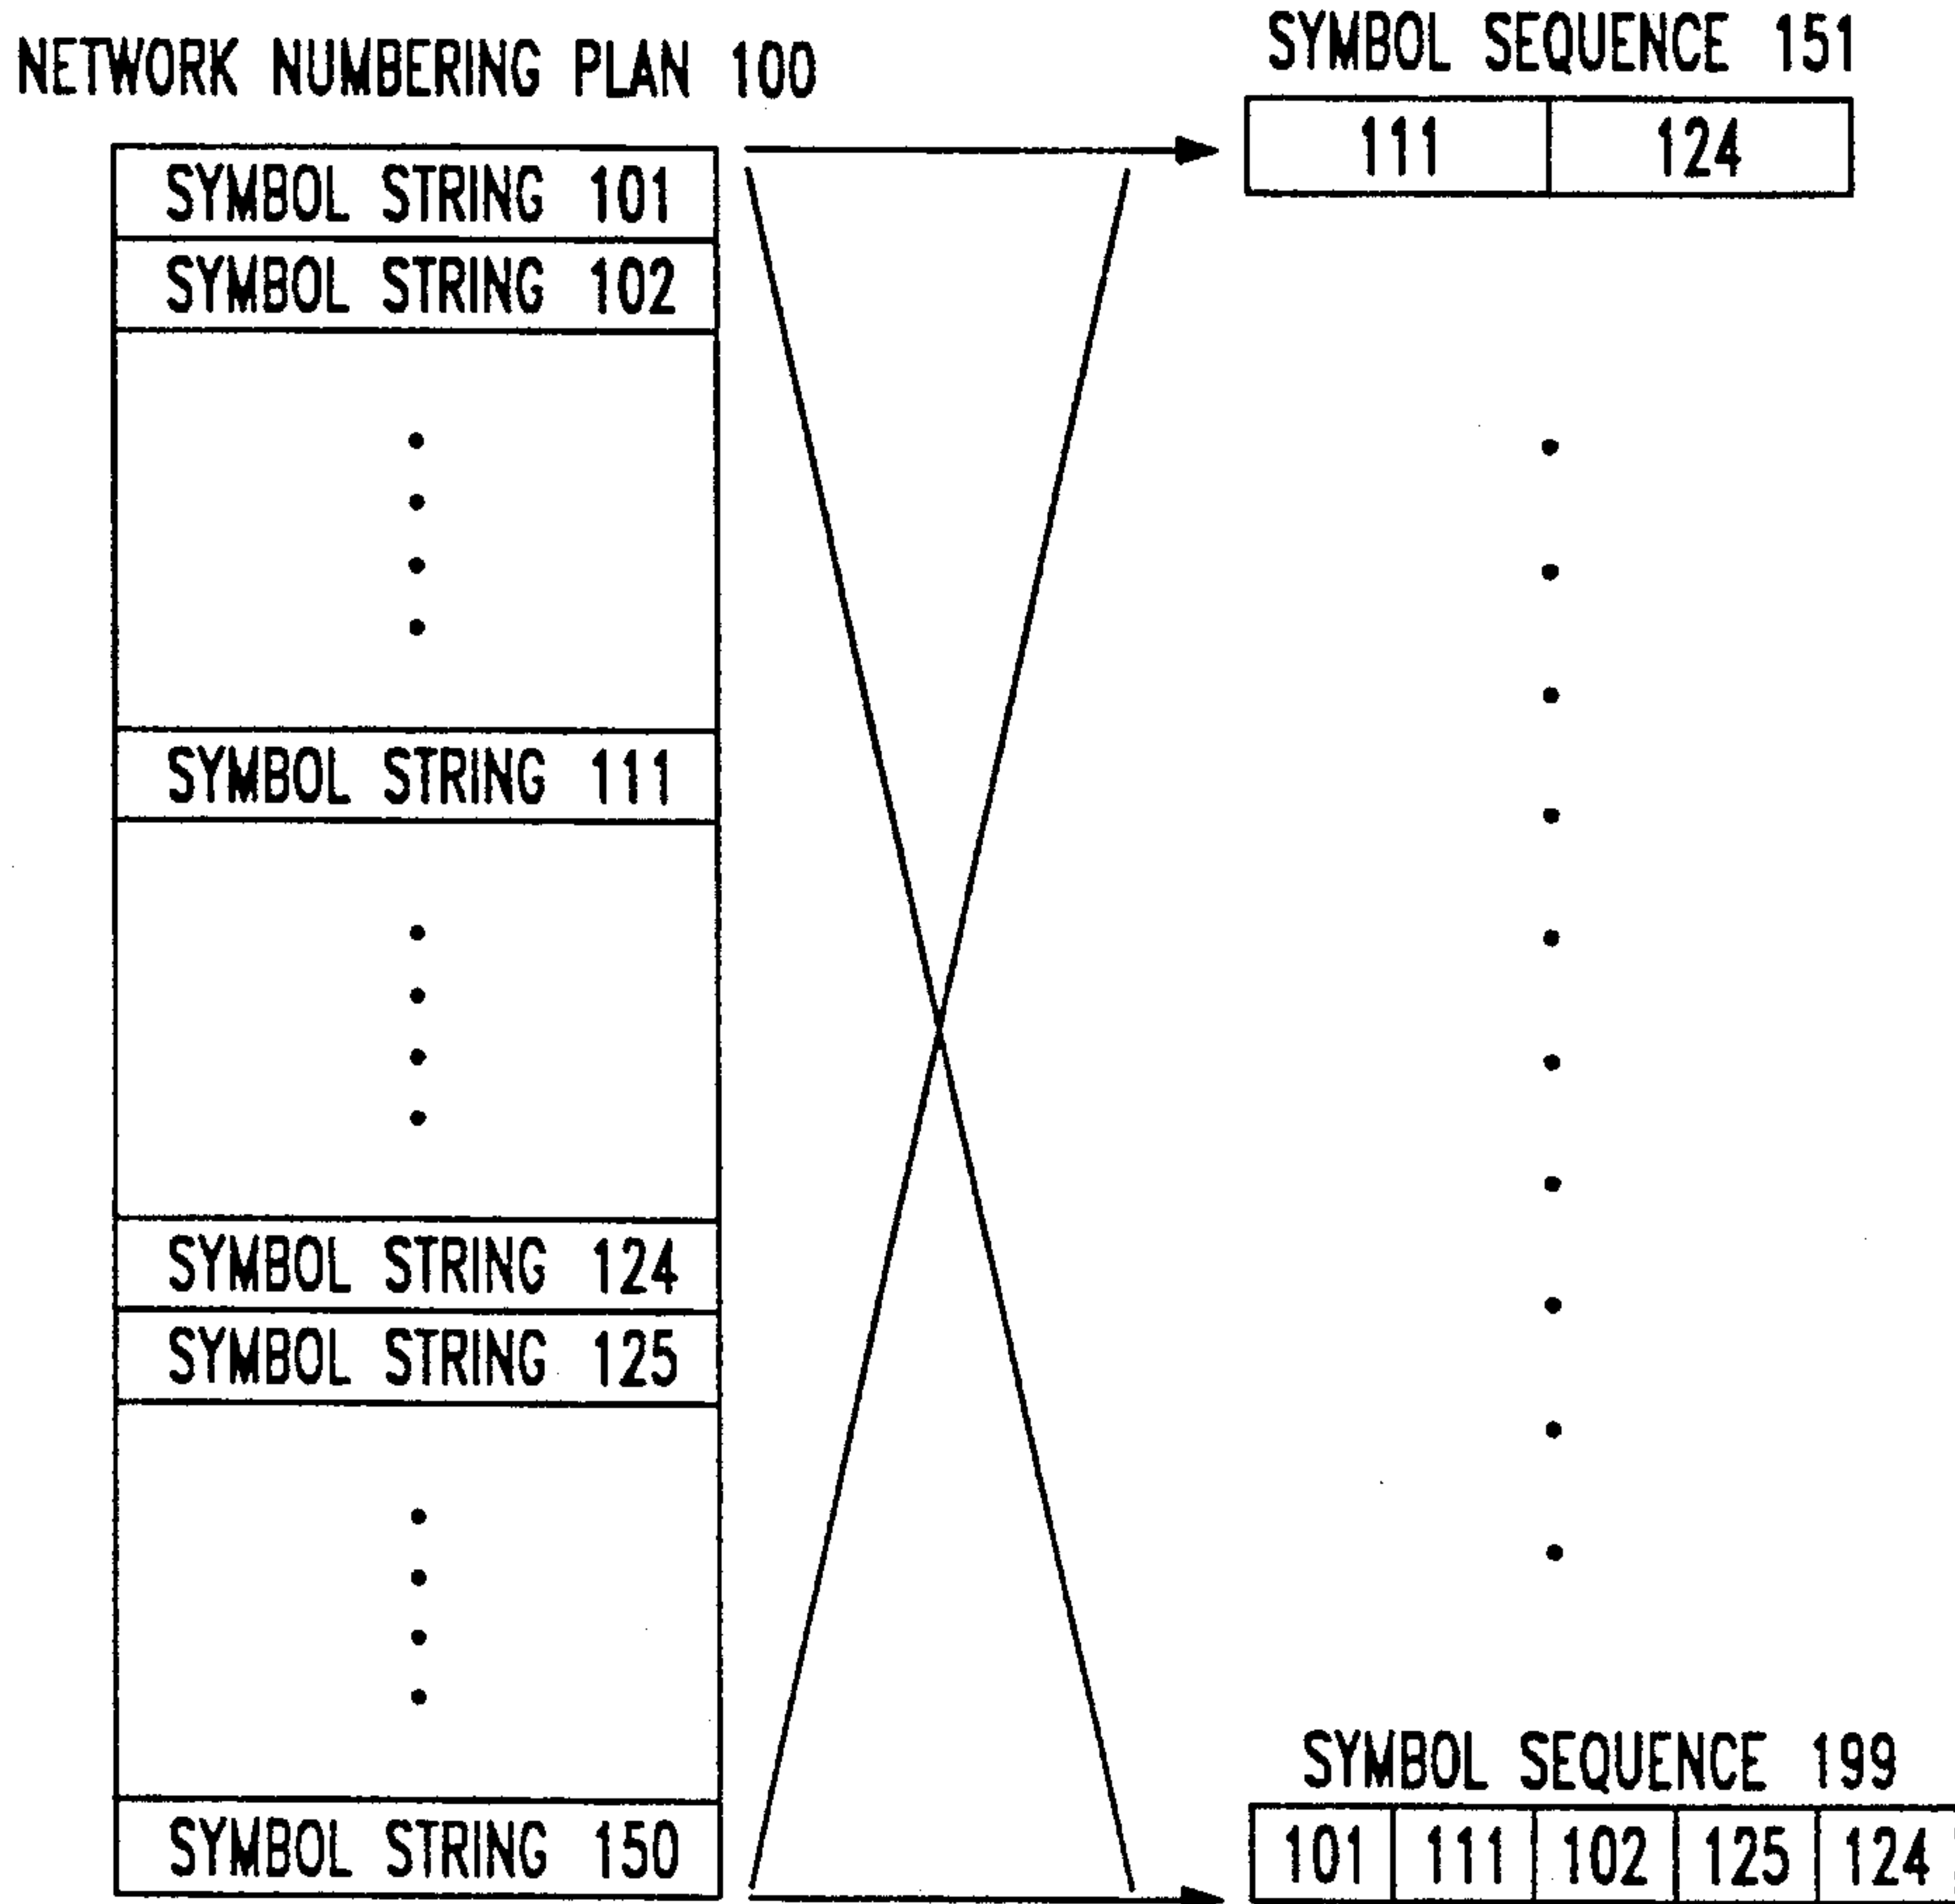 NETWORK NUMBERING PLAN 100
SYMBOL STRING 101
SYMBOL STRING 102
SYMBOL STRING 111
SYMBOL STRING 124
SYMBOL STRING 125
SYMBOL STRING 150
SYMBOL SEQUENCE 151
111 124
SYMBOL SEQUENCE 199
101 111 102 125 124